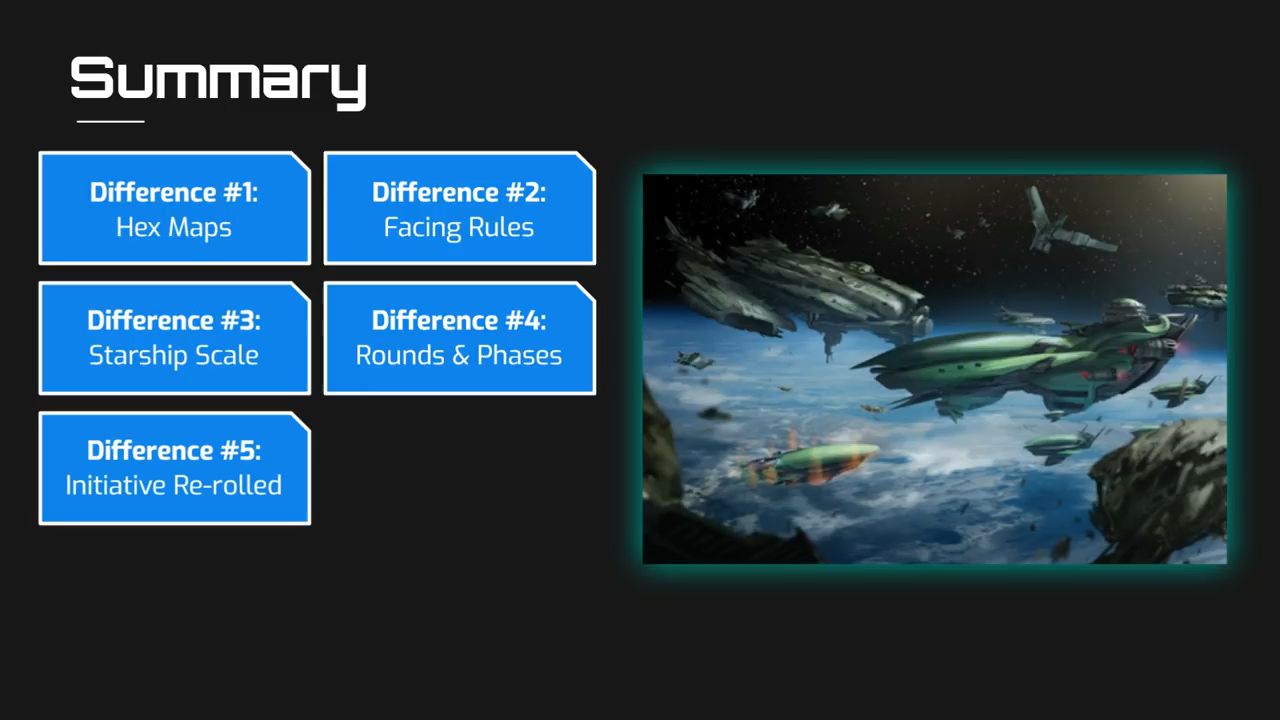 Summary
Difference #1:
Hex Maps
Difference #2:
Facing Rules
Difference #3:
Starship Scale
Difference #4:
Rounds & Phases
Difference #5:
Initiative Re-rolled